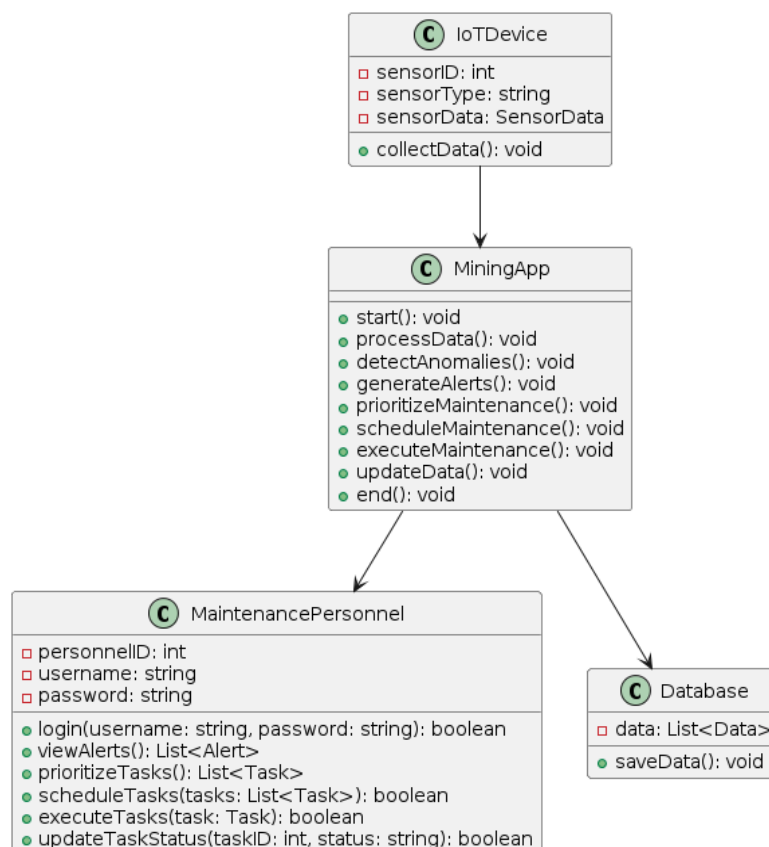 C IoTDevice
sensorID: int
sensorType: string
sensorData: SensorData
collectData(): void
C MiningApp
start(): void
processData(): void
detectAnomalies(): void
generateAlerts(): void
prioritizeMaintenance(): void
scheduleMaintenance(): void
executeMaintenance(): void
updateData(): void
end(): void
C MaintenancePersonnel
personnelID: int
username: string
password: string
login(username: string, password: string): boolean
viewAlerts(): List<Alert>
prioritizeTasks(): List<Task>
scheduleTasks(tasks: List<Task>): boolean
executeTasks(task: Task): boolean
updateTaskStatus(taskID: int, status: string): boolean
C Database
data: List<Data>
saveData(): void